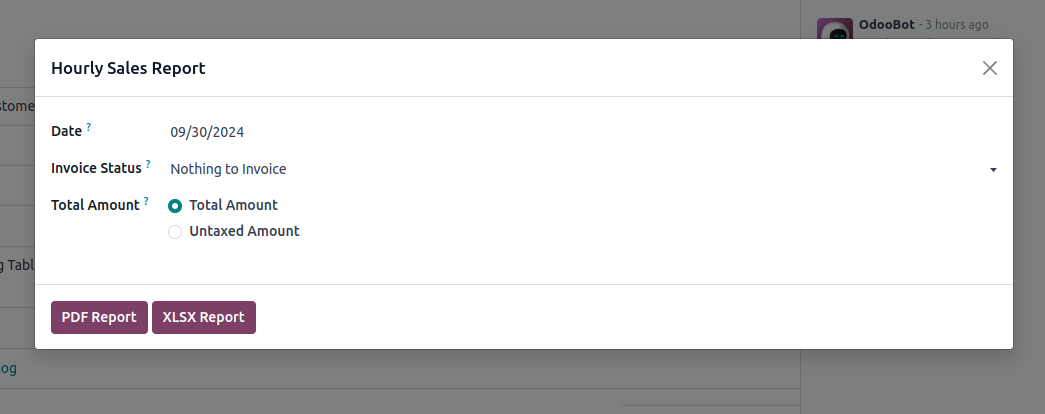 OdooBot - 3 hours ago
Hourly Sales Report
stome
Date ?
09/30/2024
Invoice Status ?
Nothing to Invoice
Total Amount ?
Total Amount
Untaxed Amount
g Tabl
PDF Report
XLSX Report
og